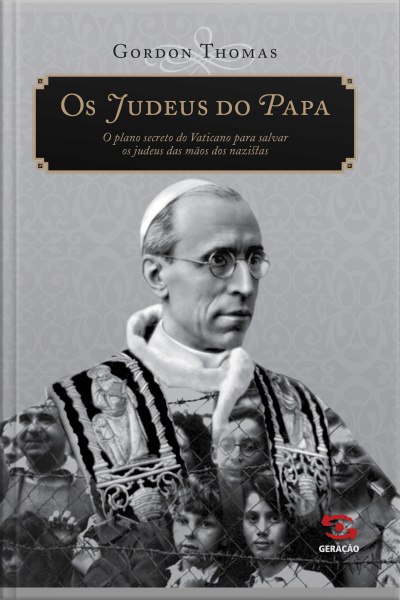 GORDON THOMAS
OS JUDEUS DO PAPA
O plano secreto do Vaticano para salvar
os judeus das mãos dos nazistas
GERAÇÃO